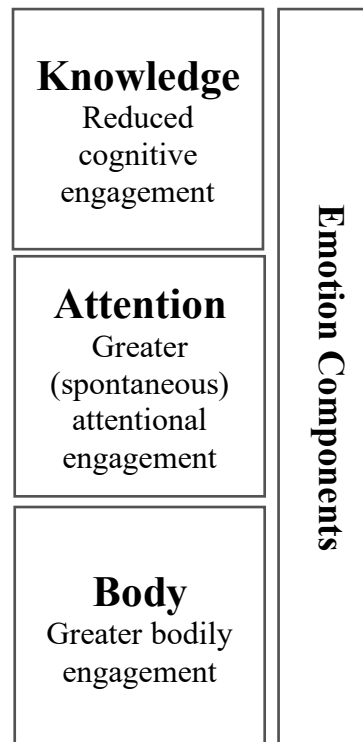 Knowledge
Reduced
cognitive
engagement
Attention
Greater
(spontaneous)
attentional
engagement
Body
Greater bodily
engagement
Emotion Components